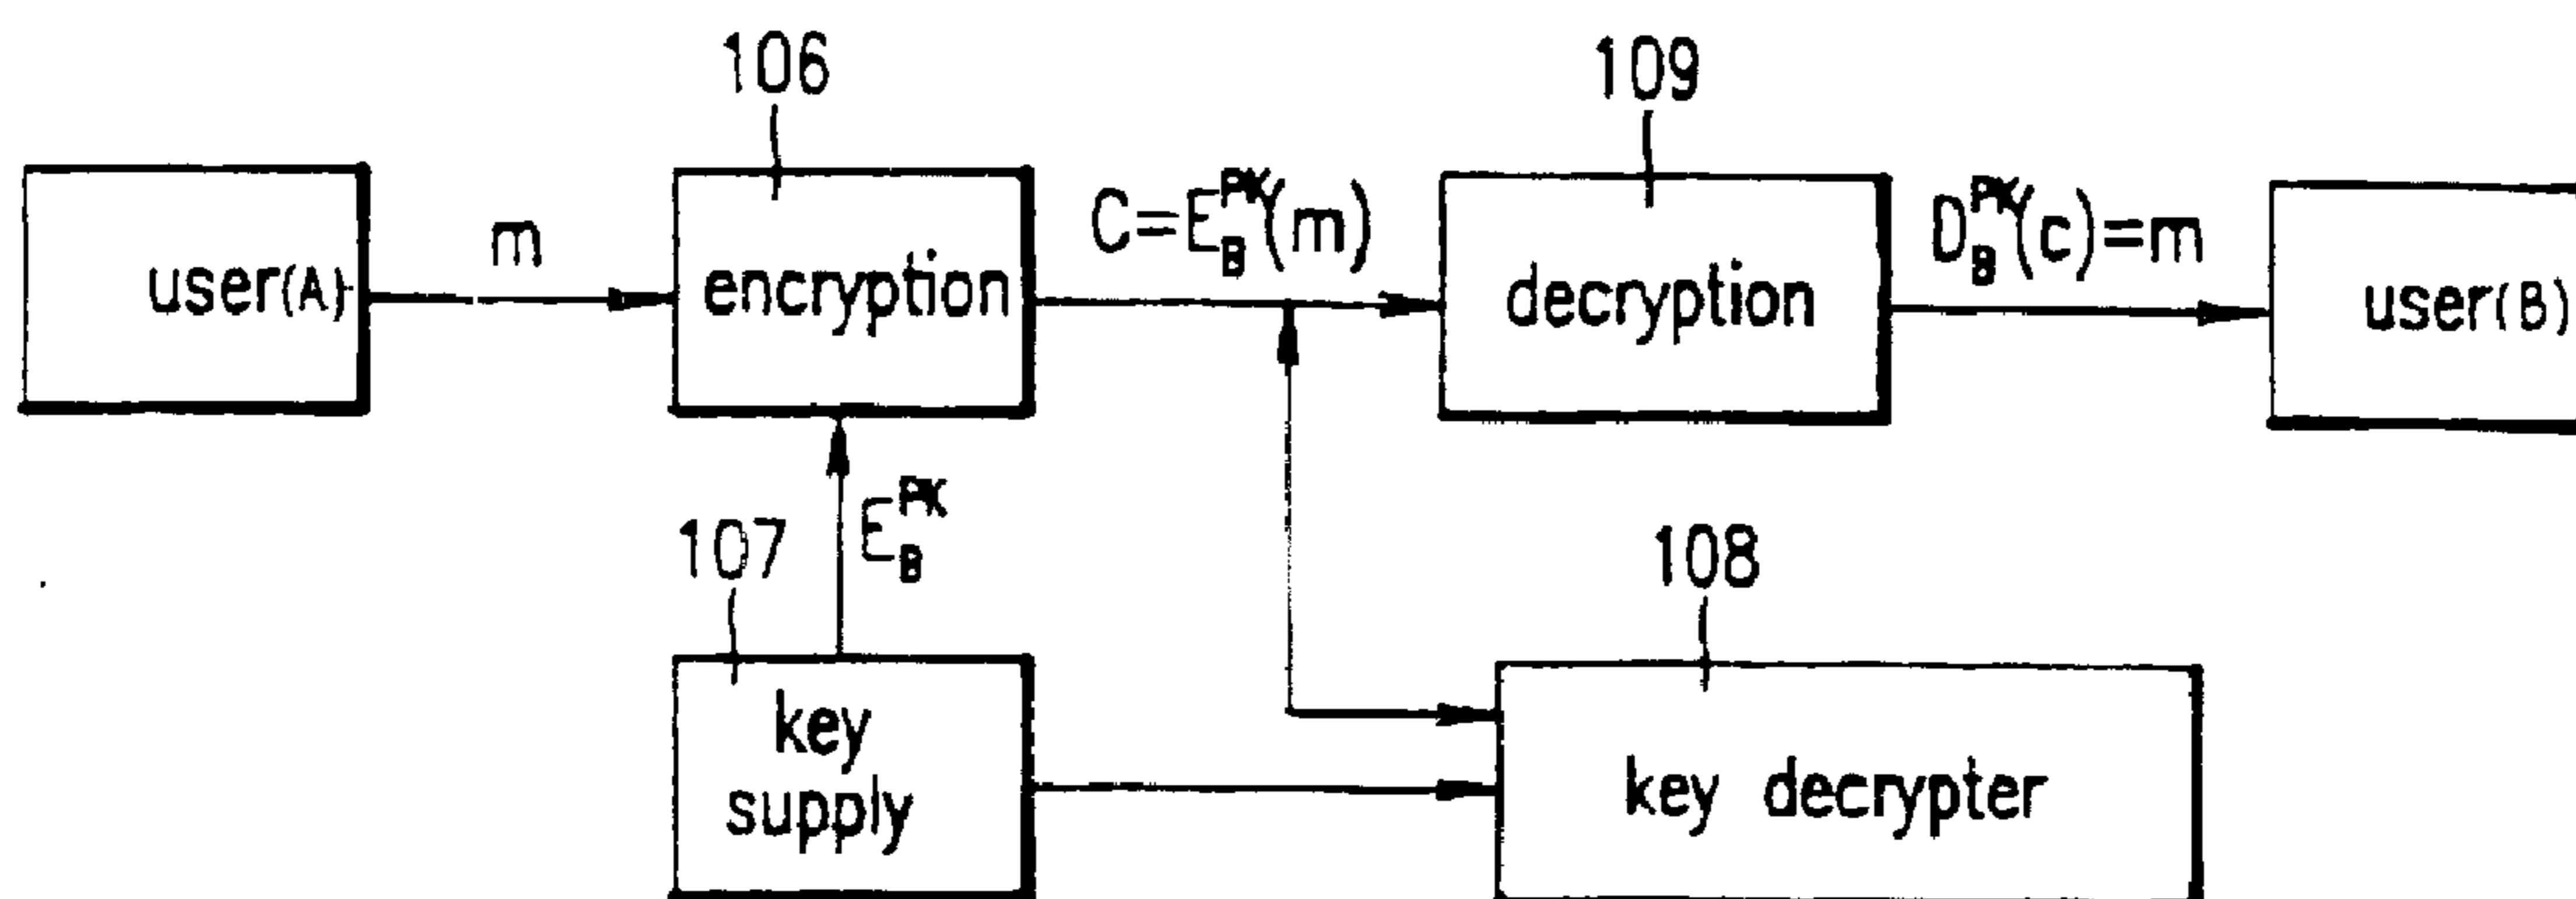 106
109
user(A)
m
encryption
C=E_B^PK(m)
decryption
D_B^PK(c)=m
user(B)
107
E_B^PK
108
key
supply
key decrypter